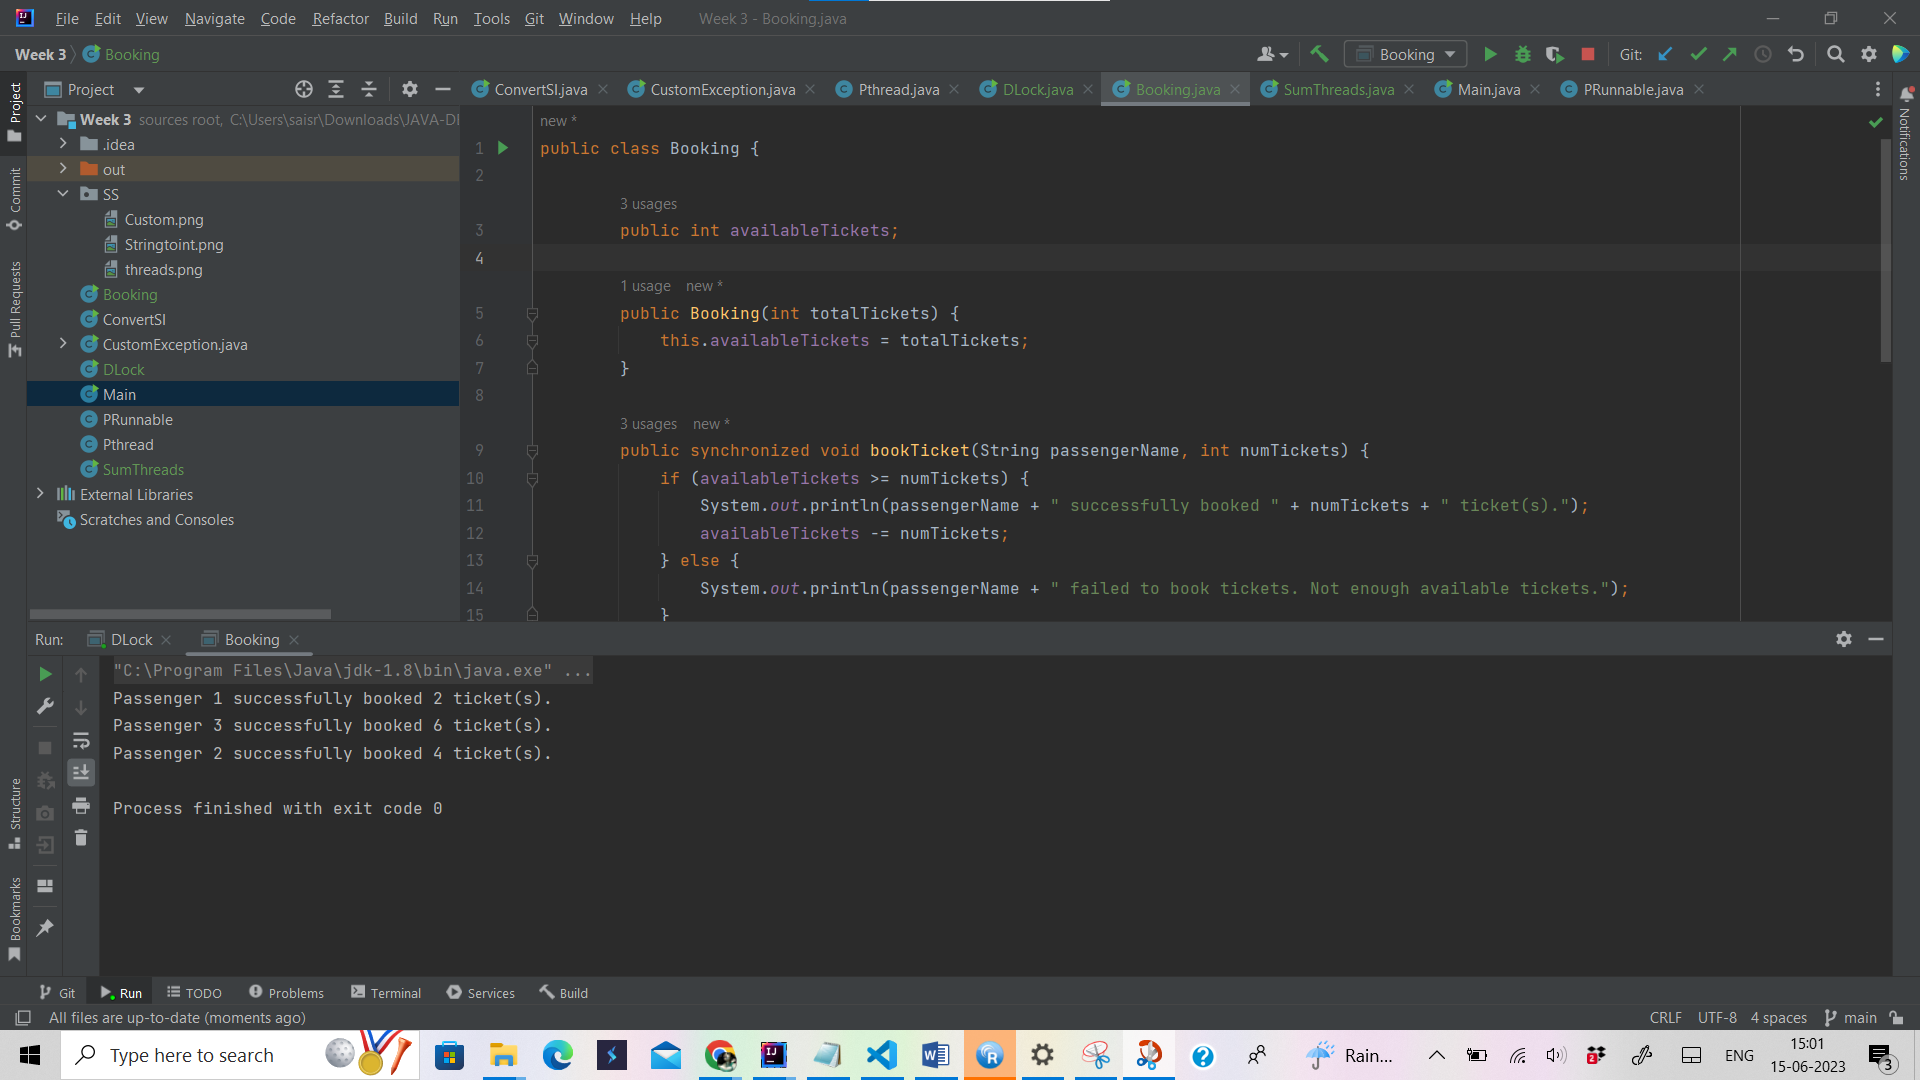 File Edit View Navigate Code Refactor Build Run Tools Git Window Help Week 3 - Booking.java
Week 3 Booking
Booking
Git:
Project
ConvertSI.java CustomException.java Pthread.java DLock.java Booking.java SumThreads.java Main.java PRunnable.java
Project
Commit
Pull Requests
Structure
Bookmarks
Notifications
Week 3 sources root, C:\Users\saisr\Downloads\JAVA-DI
.idea
out
SS
Custom.png
Stringtoint.png
threads.png
Booking
ConvertSI
CustomException.java
DLock
Main
PRunnable
Pthread
SumThreads
External Libraries
Scratches and Consoles
new *
1 public class Booking {
2
3 usages
3 public int availableTickets;
4
1 usage new *
5 public Booking(int totalTickets) {
6 this.availableTickets = totalTickets;
7 }
8
3 usages new *
9 public synchronized void bookTicket(String passengerName, int numTickets) {
10 if (availableTickets >= numTickets) {
11 System.out.println(passengerName + " successfully booked " + numTickets + " ticket(s).");
12 availableTickets -= numTickets;
13 } else {
14 System.out.println(passengerName + " failed to book tickets. Not enough available tickets.");
15 }
Run: DLock Booking
"C:\Program Files\Java\jdk-1.8\bin\java.exe" ...
Passenger 1 successfully booked 2 ticket(s).
Passenger 3 successfully booked 6 ticket(s).
Passenger 2 successfully booked 4 ticket(s).
Process finished with exit code 0
Git Run TODO Problems Terminal Services Build
All files are up-to-date (moments ago)
CRLF UTF-8 4 spaces main
Type here to search
Rain...
ENG
15:01
15-06-2023
3